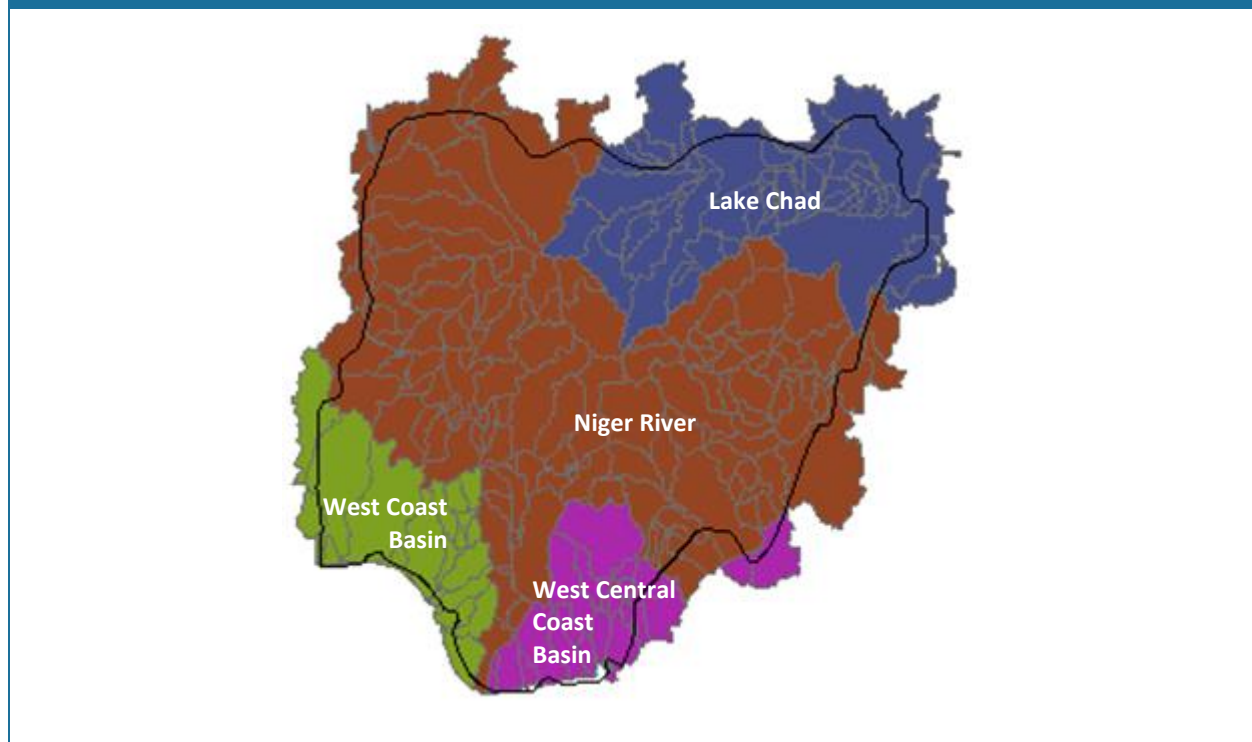 Lake Chad
Niger River
West Coast
Basin
West Central
Coast
Basin